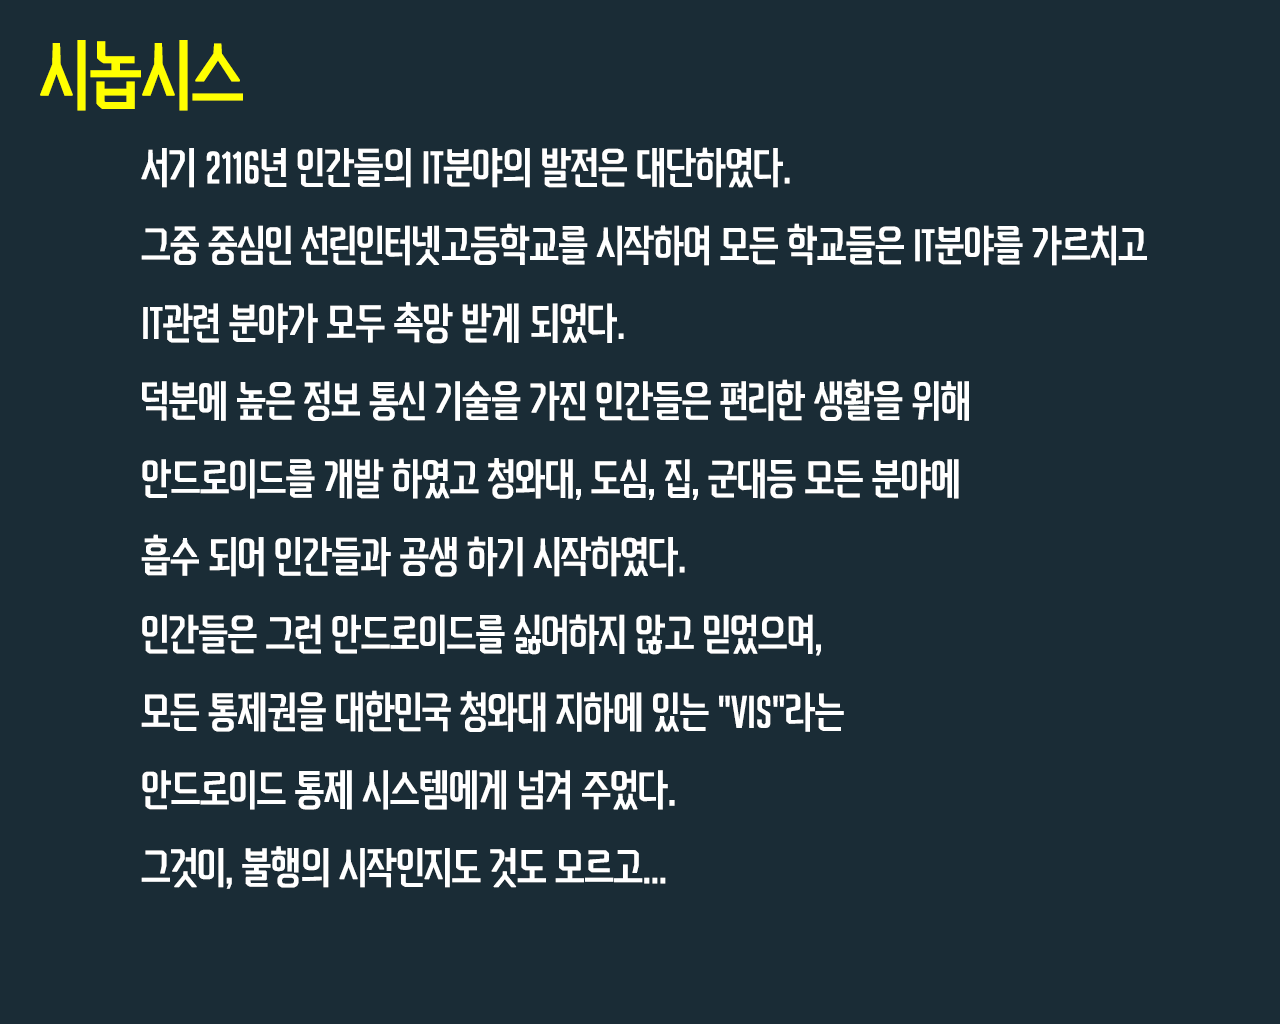 시놉시스
서기 2116년 인간들의 IT분야의 발전은 대단하였다.
그중 중심인 선린인터넷고등학교를 시작하여 모든 학교들은 IT분야를 가르치고
IT관련 분야가 모두 촉망 받게 되었다.
덕분에 높은 정보 통신 기술을 가진 인간들은 편리한 생활을 위해
안드로이드를 개발 하였고 청와대, 도심, 집, 군대등 모든 분야에
흡수 되어 인간들과 공생 하기 시작하였다.
인간들은 그런 안드로이드를 싫어하지 않고 믿었으며,
모든 통제권을 대한민국 청와대 지하에 있는 "VIS"라는
안드로이드 통제 시스템에게 넘겨 주었다.
그것이, 불행의 시작인지도 것도 모르고...